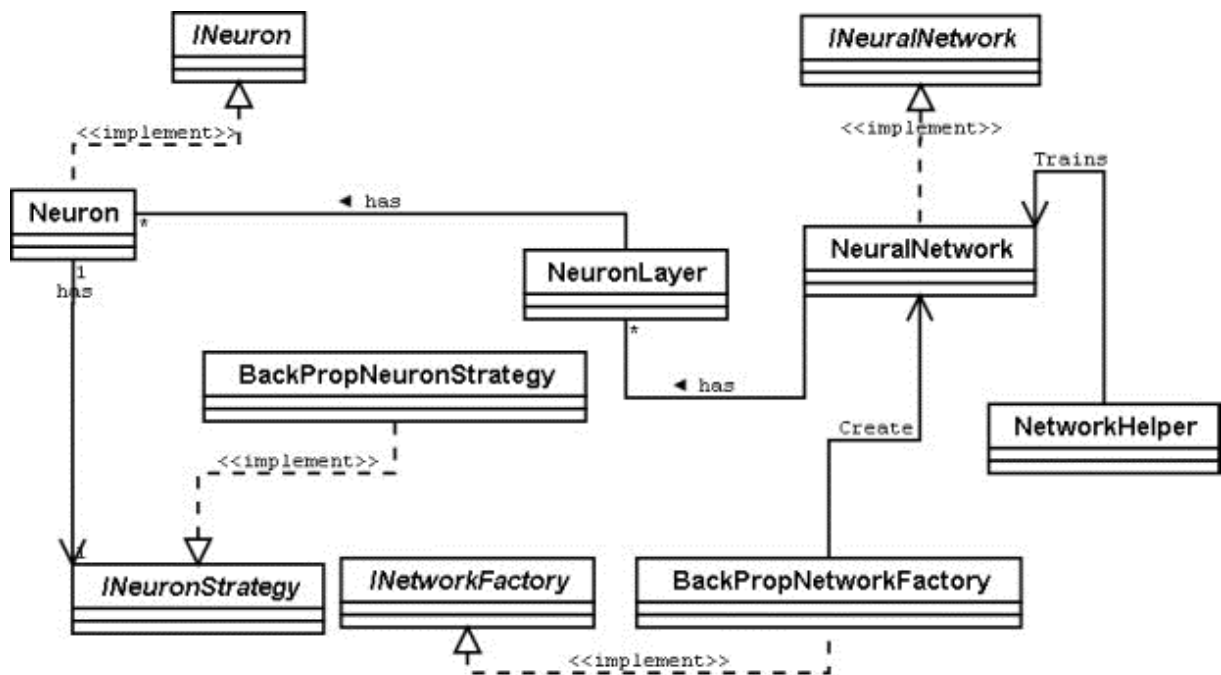 INeuron
INeuralNetwork
<<implement>>
<<implement>>
Trains
Neuron
◄ has
*
NeuralNetwork
NeuronLayer
1
has
*
BackPropNeuronStrategy
◄ has
Create
NetworkHelper
<<implement>>
1
INeuronStrategy
INetworkFactory
BackPropNetworkFactory
<<implement>>